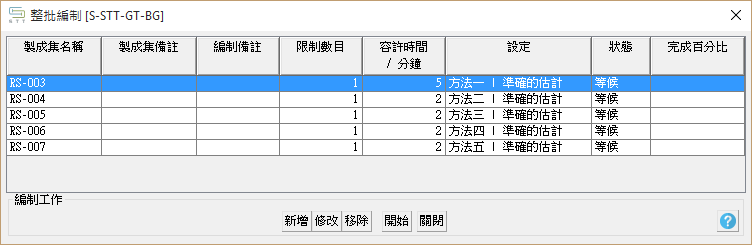 整批編制 [S-STT-GT-BG]
製成集名稱 製成集備註 編制備註 限制數目 容許時間 / 分鐘 設定 狀態 完成百分比
RS-003 1 5 方法一 | 準確的估計 等候
RS-004 1 2 方法二 | 準確的估計 等候
RS-005 1 2 方法三 | 準確的估計 等候
RS-006 1 2 方法四 | 準確的估計 等候
RS-007 1 2 方法五 | 準確的估計 等候
編制工作
新增 修改 移除 開始 關閉 ?